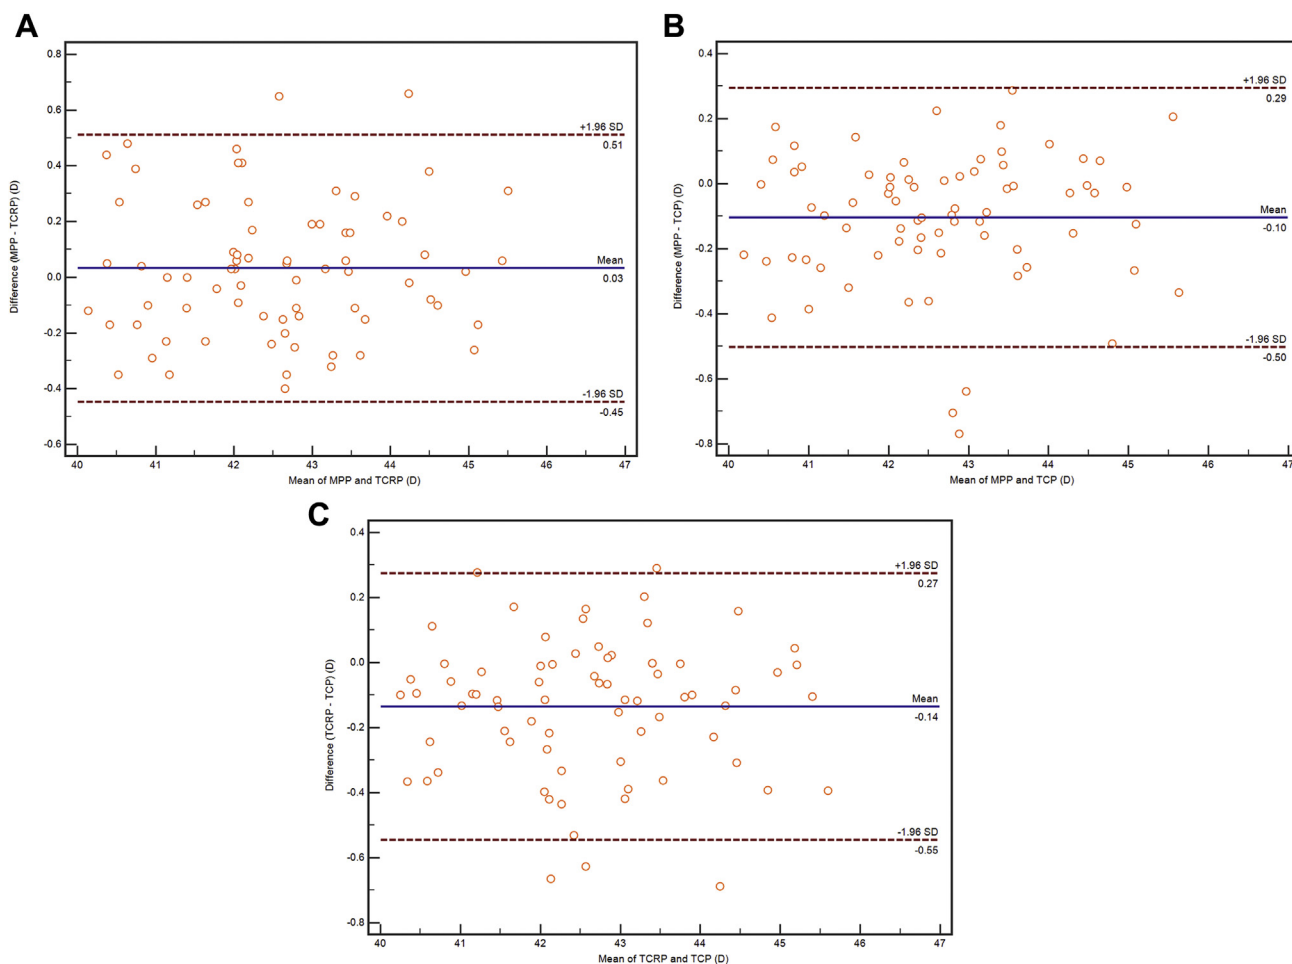 A
0.8
0.6
0.4
0.2
0.0
-0.2
-0.4
-0.6
Difference (MPP - TCRP) (D)
+1.96 SD
0.51
Mean
0.03
-1.96 SD
-0.45
40 41 42 43 44 45 46 47
Mean of MPP and TCRP (D)
B
0.4
0.2
0.0
-0.2
-0.4
-0.6
-0.8
Difference (MPP - TCP) (D)
+1.96 SD
0.29
Mean
-0.10
-1.96 SD
-0.50
40 41 42 43 44 45 46 47
Mean of MPP and TCP (D)
C
0.4
0.2
0.0
-0.2
-0.4
-0.6
-0.8
Difference (TCRP - TCP) (D)
+1.96 SD
0.27
Mean
-0.14
-1.96 SD
-0.55
40 41 42 43 44 45 46 47
Mean of TCRP and TCP (D)